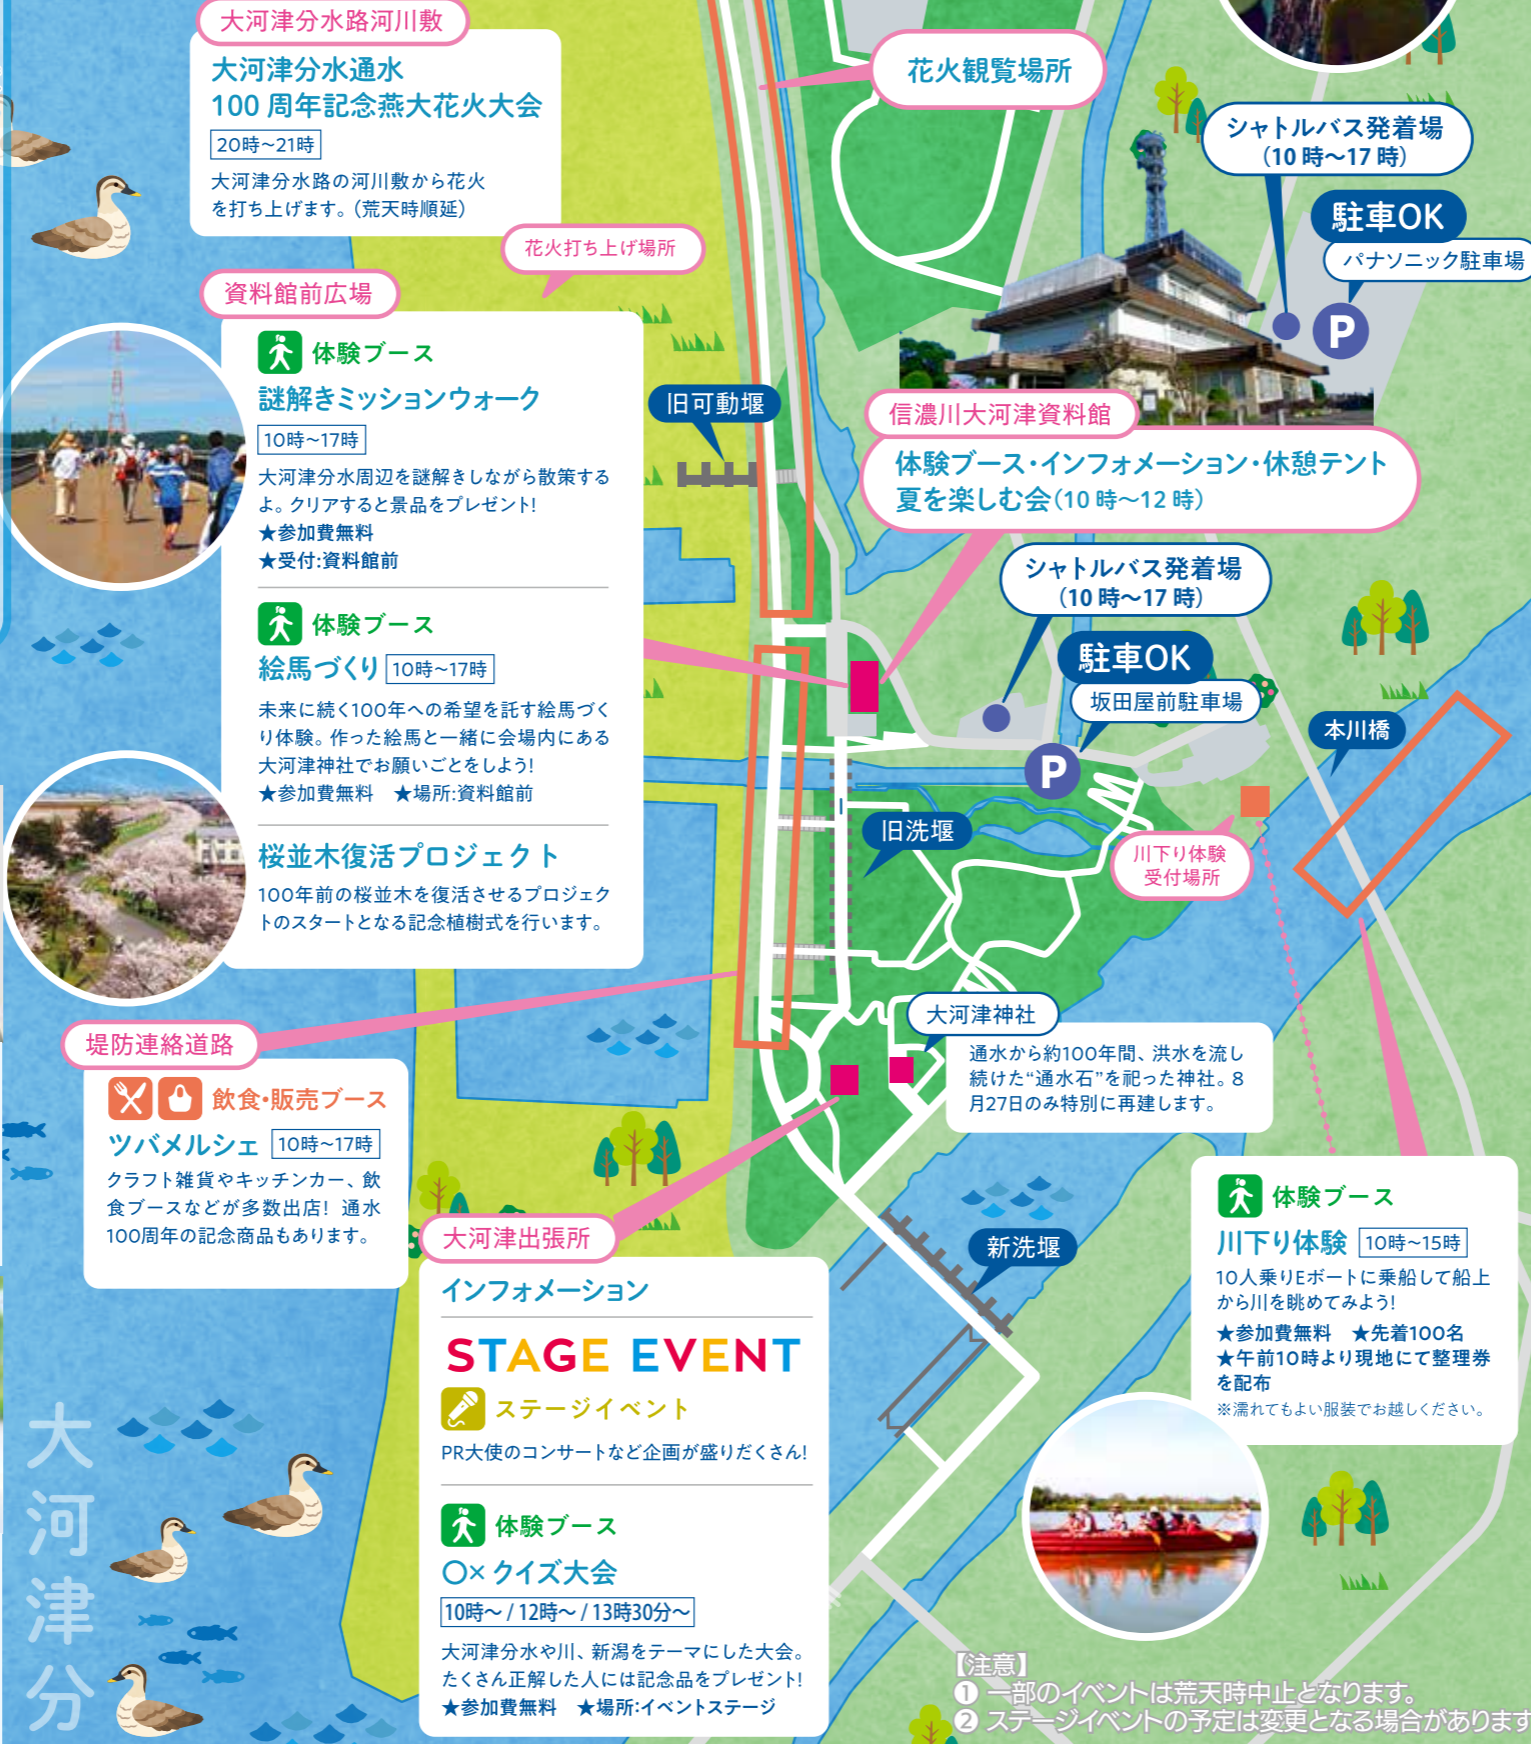 大河津分水路河川敷
大河津分水通水
100 周年記念燕大花火大会
20時～21時
大河津分水路の河川敷から花火
を打ち上げます。(荒天時順延)
花火打ち上げ場所
花火観覧場所
シャトルバス発着場
(10 時～17 時)
駐車OK
パナソニック駐車場
P
資料館前広場
体験ブース
謎解きミッションウォーク
10時～17時
大河津分水周辺を謎解きしながら散策する
よ。クリアすると景品をプレゼント!
★参加費無料
★受付:資料館前
体験ブース
絵馬づくり 10時～17時
未来に続く100年への希望を託す絵馬づく
り体験。作った絵馬と一緒に会場内にある
大河津神社でお願いごとをしよう!
★参加費無料 ★場所:資料館前
桜並木復活プロジェクト
100年前の桜並木を復活させるプロジェク
トのスタートとなる記念植樹式を行います。
旧可動堰
信濃川大河津資料館
体験ブース・インフォメーション・休憩テント
夏を楽しむ会(10 時～12 時)
シャトルバス発着場
(10 時～17 時)
駐車OK
坂田屋前駐車場
P
本川橋
旧洗堰
川下り体験
受付場所
大河津神社
通水から約100年間、洪水を流し
続けた“通水石”を祀った神社。8
月27日のみ特別に再建します。
堤防連絡道路
飲食・販売ブース
ツバメルシェ 10時～17時
クラフト雑貨やキッチンカー、飲
食ブースなどが多数出店! 通水
100周年の記念商品もあります。
大河津出張所
インフォメーション
STAGE EVENT
ステージイベント
PR大使のコンサートなど企画が盛りだくさん!
体験ブース
〇× クイズ大会
10時～ / 12時～ / 13時30分～
大河津分水や川、新潟をテーマにした大会。
たくさん正解した人には記念品をプレゼント!
★参加費無料 ★場所:イベントステージ
新洗堰
体験ブース
川下り体験 10時～15時
10人乗りEボートに乗船して船上
から川を眺めてみよう!
★参加費無料 ★先着100名
★午前10時より現地にて整理券
を配布
※濡れてもよい服装でお越しください。
大河津分
【注意】
① 一部のイベントは荒天時中止となります。
② ステージイベントの予定は変更となる場合があります